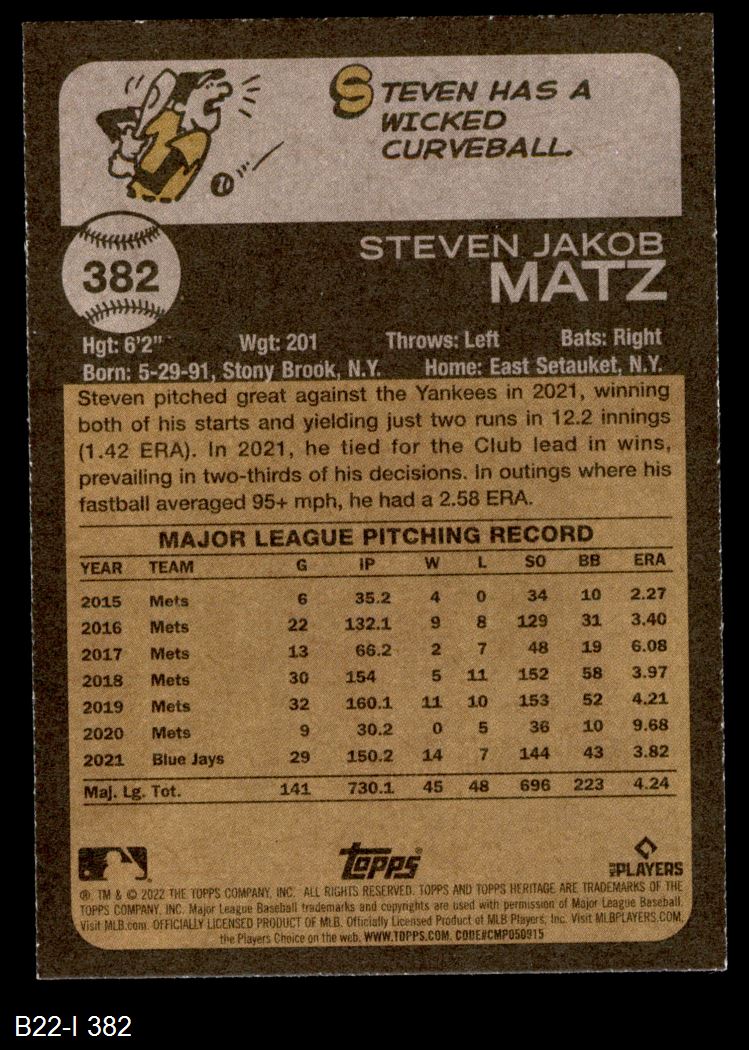 STEVEN HAS A
WICKED
CURVEBALL.
382
STEVEN JAKOB
MATZ
Hgt: 6'2" Wgt: 201 Throws: Left Bats: Right
Born: 5-29-91, Stony Brook, N.Y. Home: East Setauket, N.Y.
Steven pitched great against the Yankees in 2021, winning
both of his starts and yielding just two runs in 12.2 innings
(1.42 ERA). In 2021, he tied for the Club lead in wins,
prevailing in two-thirds of his decisions. In outings where his
fastball averaged 95+ mph, he had a 2.58 ERA.
MAJOR LEAGUE PITCHING RECORD
YEAR TEAM G IP W L SO BB ERA
2015 Mets 6 35.2 4 0 34 10 2.27
2016 Mets 22 132.1 9 8 129 31 3.40
2017 Mets 13 66.2 2 7 48 19 6.08
2018 Mets 30 154 5 11 152 58 3.97
2019 Mets 32 160.1 11 10 153 52 4.21
2020 Mets 9 30.2 0 5 36 10 9.68
2021 Blue Jays 29 150.2 14 7 144 43 3.82
Maj. Lg. Tot. 141 730.1 45 48 696 223 4.24
Topps
MLB PLAYERS
®, TM & © 2022 THE TOPPS COMPANY, INC. ALL RIGHTS RESERVED. TOPPS AND TOPPS HERITAGE ARE TRADEMARKS OF THE
TOPPS COMPANY, INC. Major League Baseball trademarks and copyrights are used with permission of Major League Baseball.
Visit MLB.com. OFFICIALLY LICENSED PRODUCT OF MLB. Officially Licensed Product of MLB Players, Inc. Visit MLBPLAYERS.COM,
the Players Choice on the web. WWW.TOPPS.COM. CODE#CMP050915
B22-I 382